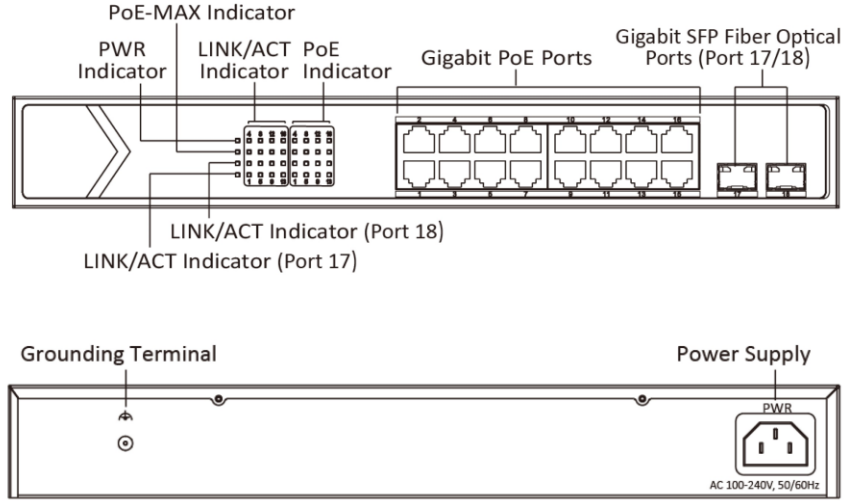 PoE-MAX Indicator
PWR
Indicator
LINK/ACT
Indicator
PoE
Indicator
Gigabit PoE Ports
Gigabit SFP Fiber Optical
Ports (Port 17/18)
2 4 6 8 10 12 14 16
1 3 5 7 9 11 13 15
17 18
LINK/ACT Indicator (Port 18)
LINK/ACT Indicator (Port 17)
Grounding Terminal
Power Supply
PWR
AC 100-240V, 50/60Hz